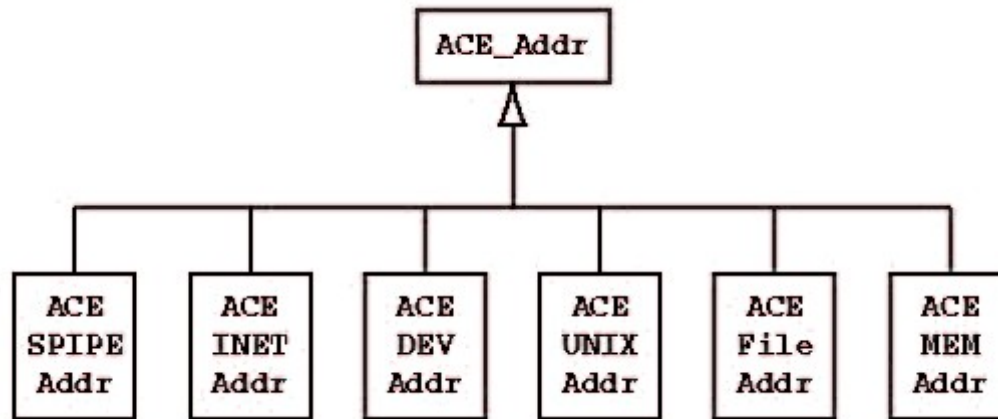 ACE_Addr
ACE ACE ACE ACE ACE ACE
SPIPE INET DEV UNIX File MEM
Addr Addr Addr Addr Addr Addr